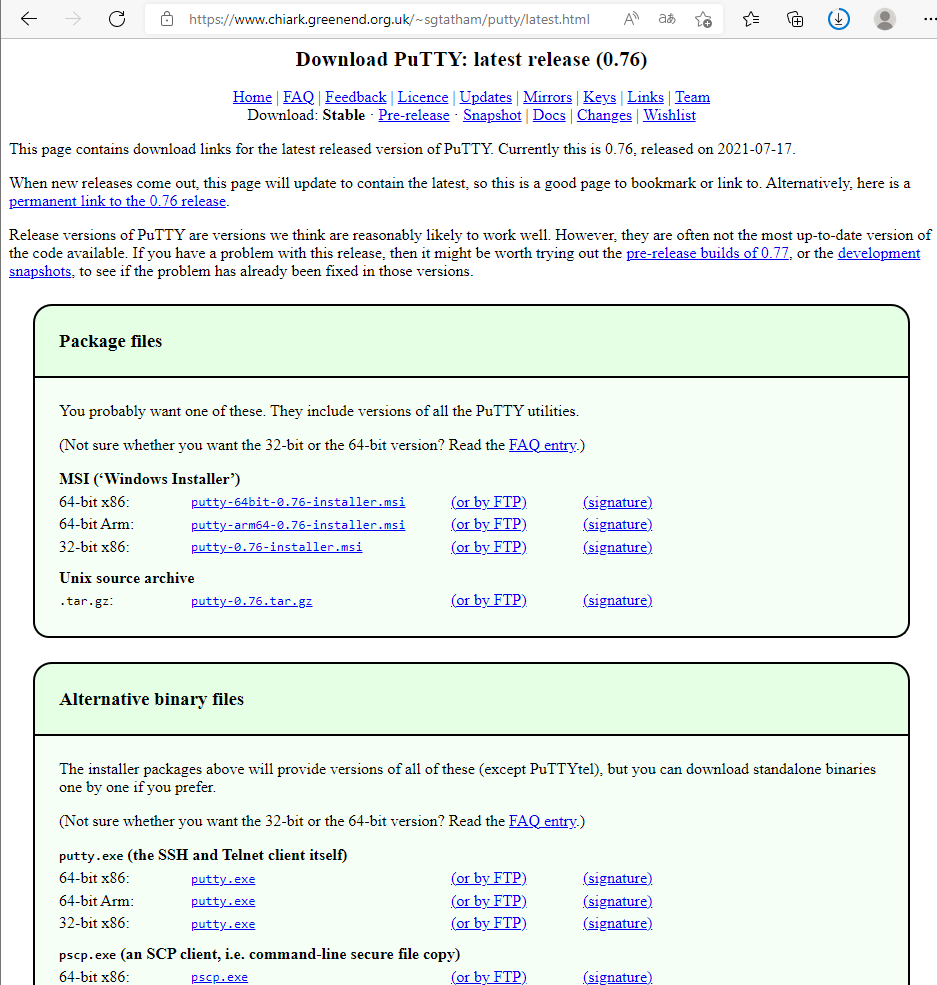 https://www.chiark.greenend.org.uk/~sgtatham/putty/latest.html
Download PuTTY: latest release (0.76)
Home | FAQ | Feedback | Licence | Updates | Mirrors | Keys | Links | Team
Download: Stable · Pre-release · Snapshot | Docs | Changes | Wishlist
This page contains download links for the latest released version of PuTTY. Currently this is 0.76, released on 2021-07-17.
When new releases come out, this page will update to contain the latest, so this is a good page to bookmark or link to. Alternatively, here is a
permanent link to the 0.76 release.
Release versions of PuTTY are versions we think are reasonably likely to work well. However, they are often not the most up-to-date version of
the code available. If you have a problem with this release, then it might be worth trying out the pre-release builds of 0.77, or the development
snapshots, to see if the problem has already been fixed in those versions.
Package files
You probably want one of these. They include versions of all the PuTTY utilities.
(Not sure whether you want the 32-bit or the 64-bit version? Read the FAQ entry.)
MSI (‘Windows Installer’)
64-bit x86: putty-64bit-0.76-installer.msi (or by FTP) (signature)
64-bit Arm: putty-arm64-0.76-installer.msi (or by FTP) (signature)
32-bit x86: putty-0.76-installer.msi (or by FTP) (signature)
Unix source archive
.tar.gz: putty-0.76.tar.gz (or by FTP) (signature)
Alternative binary files
The installer packages above will provide versions of all of these (except PuTTYtel), but you can download standalone binaries
one by one if you prefer.
(Not sure whether you want the 32-bit or the 64-bit version? Read the FAQ entry.)
putty.exe (the SSH and Telnet client itself)
64-bit x86: putty.exe (or by FTP) (signature)
64-bit Arm: putty.exe (or by FTP) (signature)
32-bit x86: putty.exe (or by FTP) (signature)
pscp.exe (an SCP client, i.e. command-line secure file copy)
64-bit x86: pscp.exe (or by FTP) (signature)